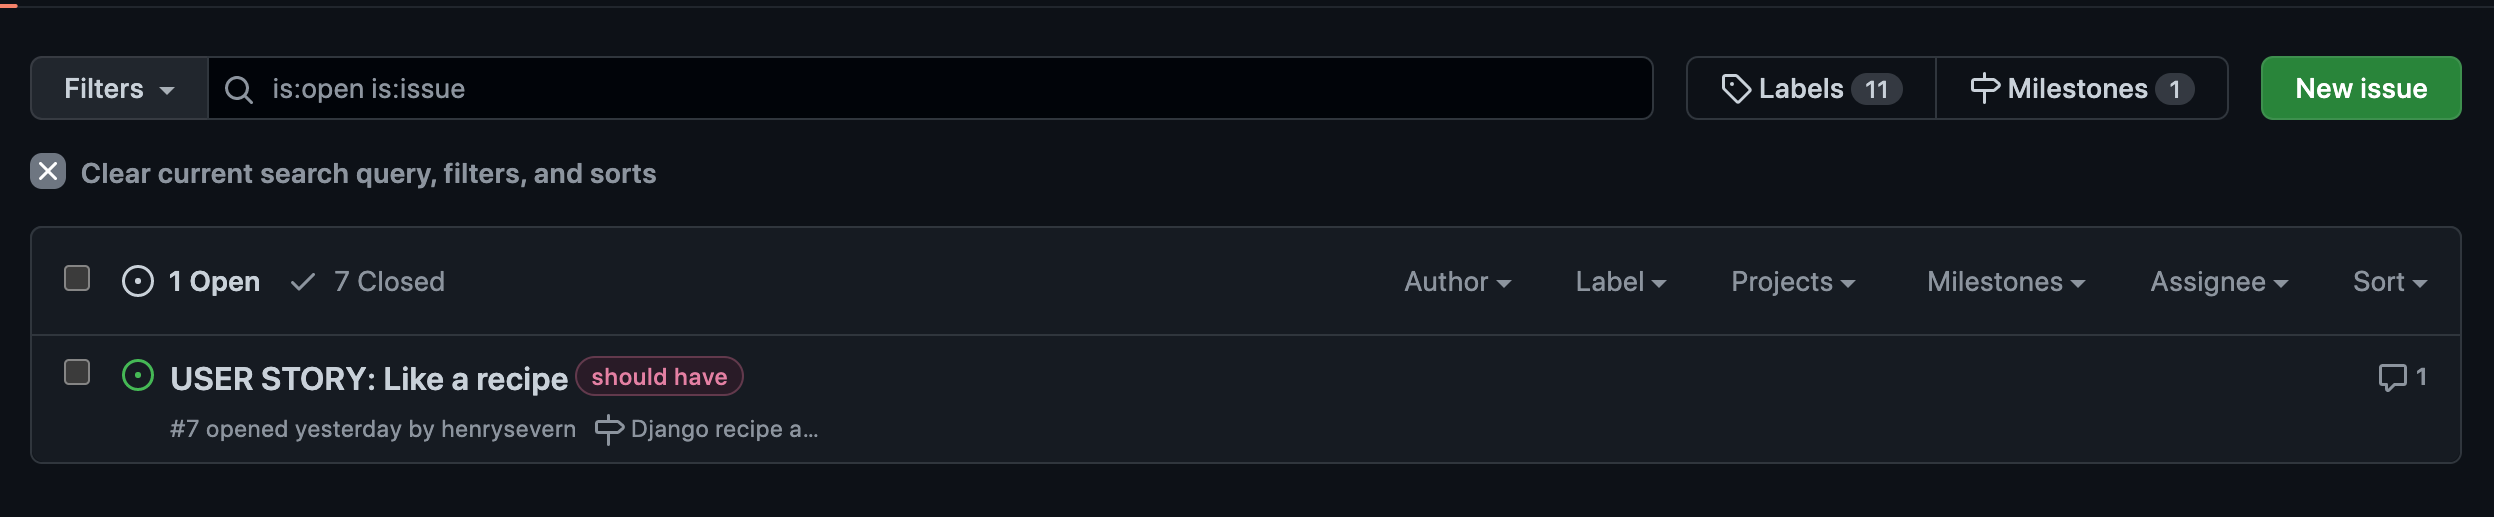 Filters is:open is:issue Labels 11 Milestones 1 New issue
Clear current search query, filters, and sorts
1 Open 7 Closed Author Label Projects Milestones Assignee Sort
USER STORY: Like a recipe should have 1
#7 opened yesterday by henrysevern Django recipe a...